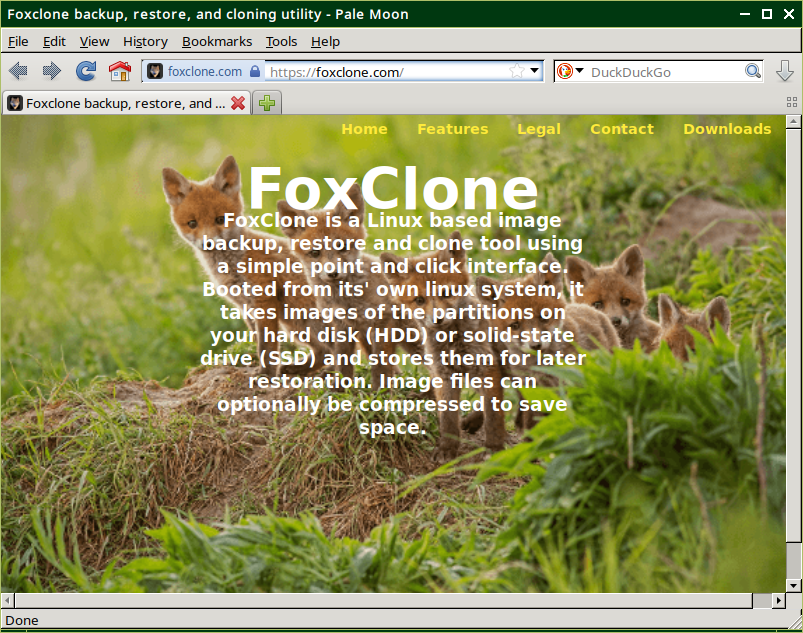 Foxclone backup, restore, and cloning utility - Pale Moon
File Edit View History Bookmarks Tools Help
foxclone.com https://foxclone.com/ DuckDuckGo
Foxclone backup, restore, and ...
Home Features Legal Contact Downloads
FoxClone
FoxClone is a Linux based image
backup, restore and clone tool using
a simple point and click interface.
Booted from its' own linux system, it
takes images of the partitions on
your hard disk (HDD) or solid-state
drive (SSD) and stores them for later
restoration. Image files can
optionally be compressed to save
space.
Done